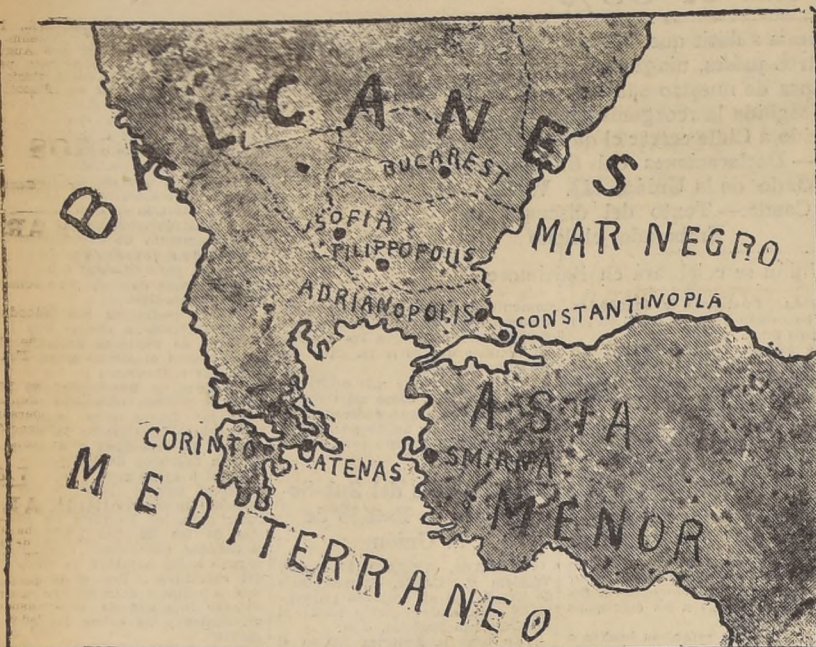 BALCANES
BUCAREST
SOFIA
FILIPPOPOLIS
MAR NEGRO
ADRIANOPOLIS
CONSTANTINOPLA
ASIA
MENOR
CORINTO
ATENAS
SMIRNA
MEDITERRANEO